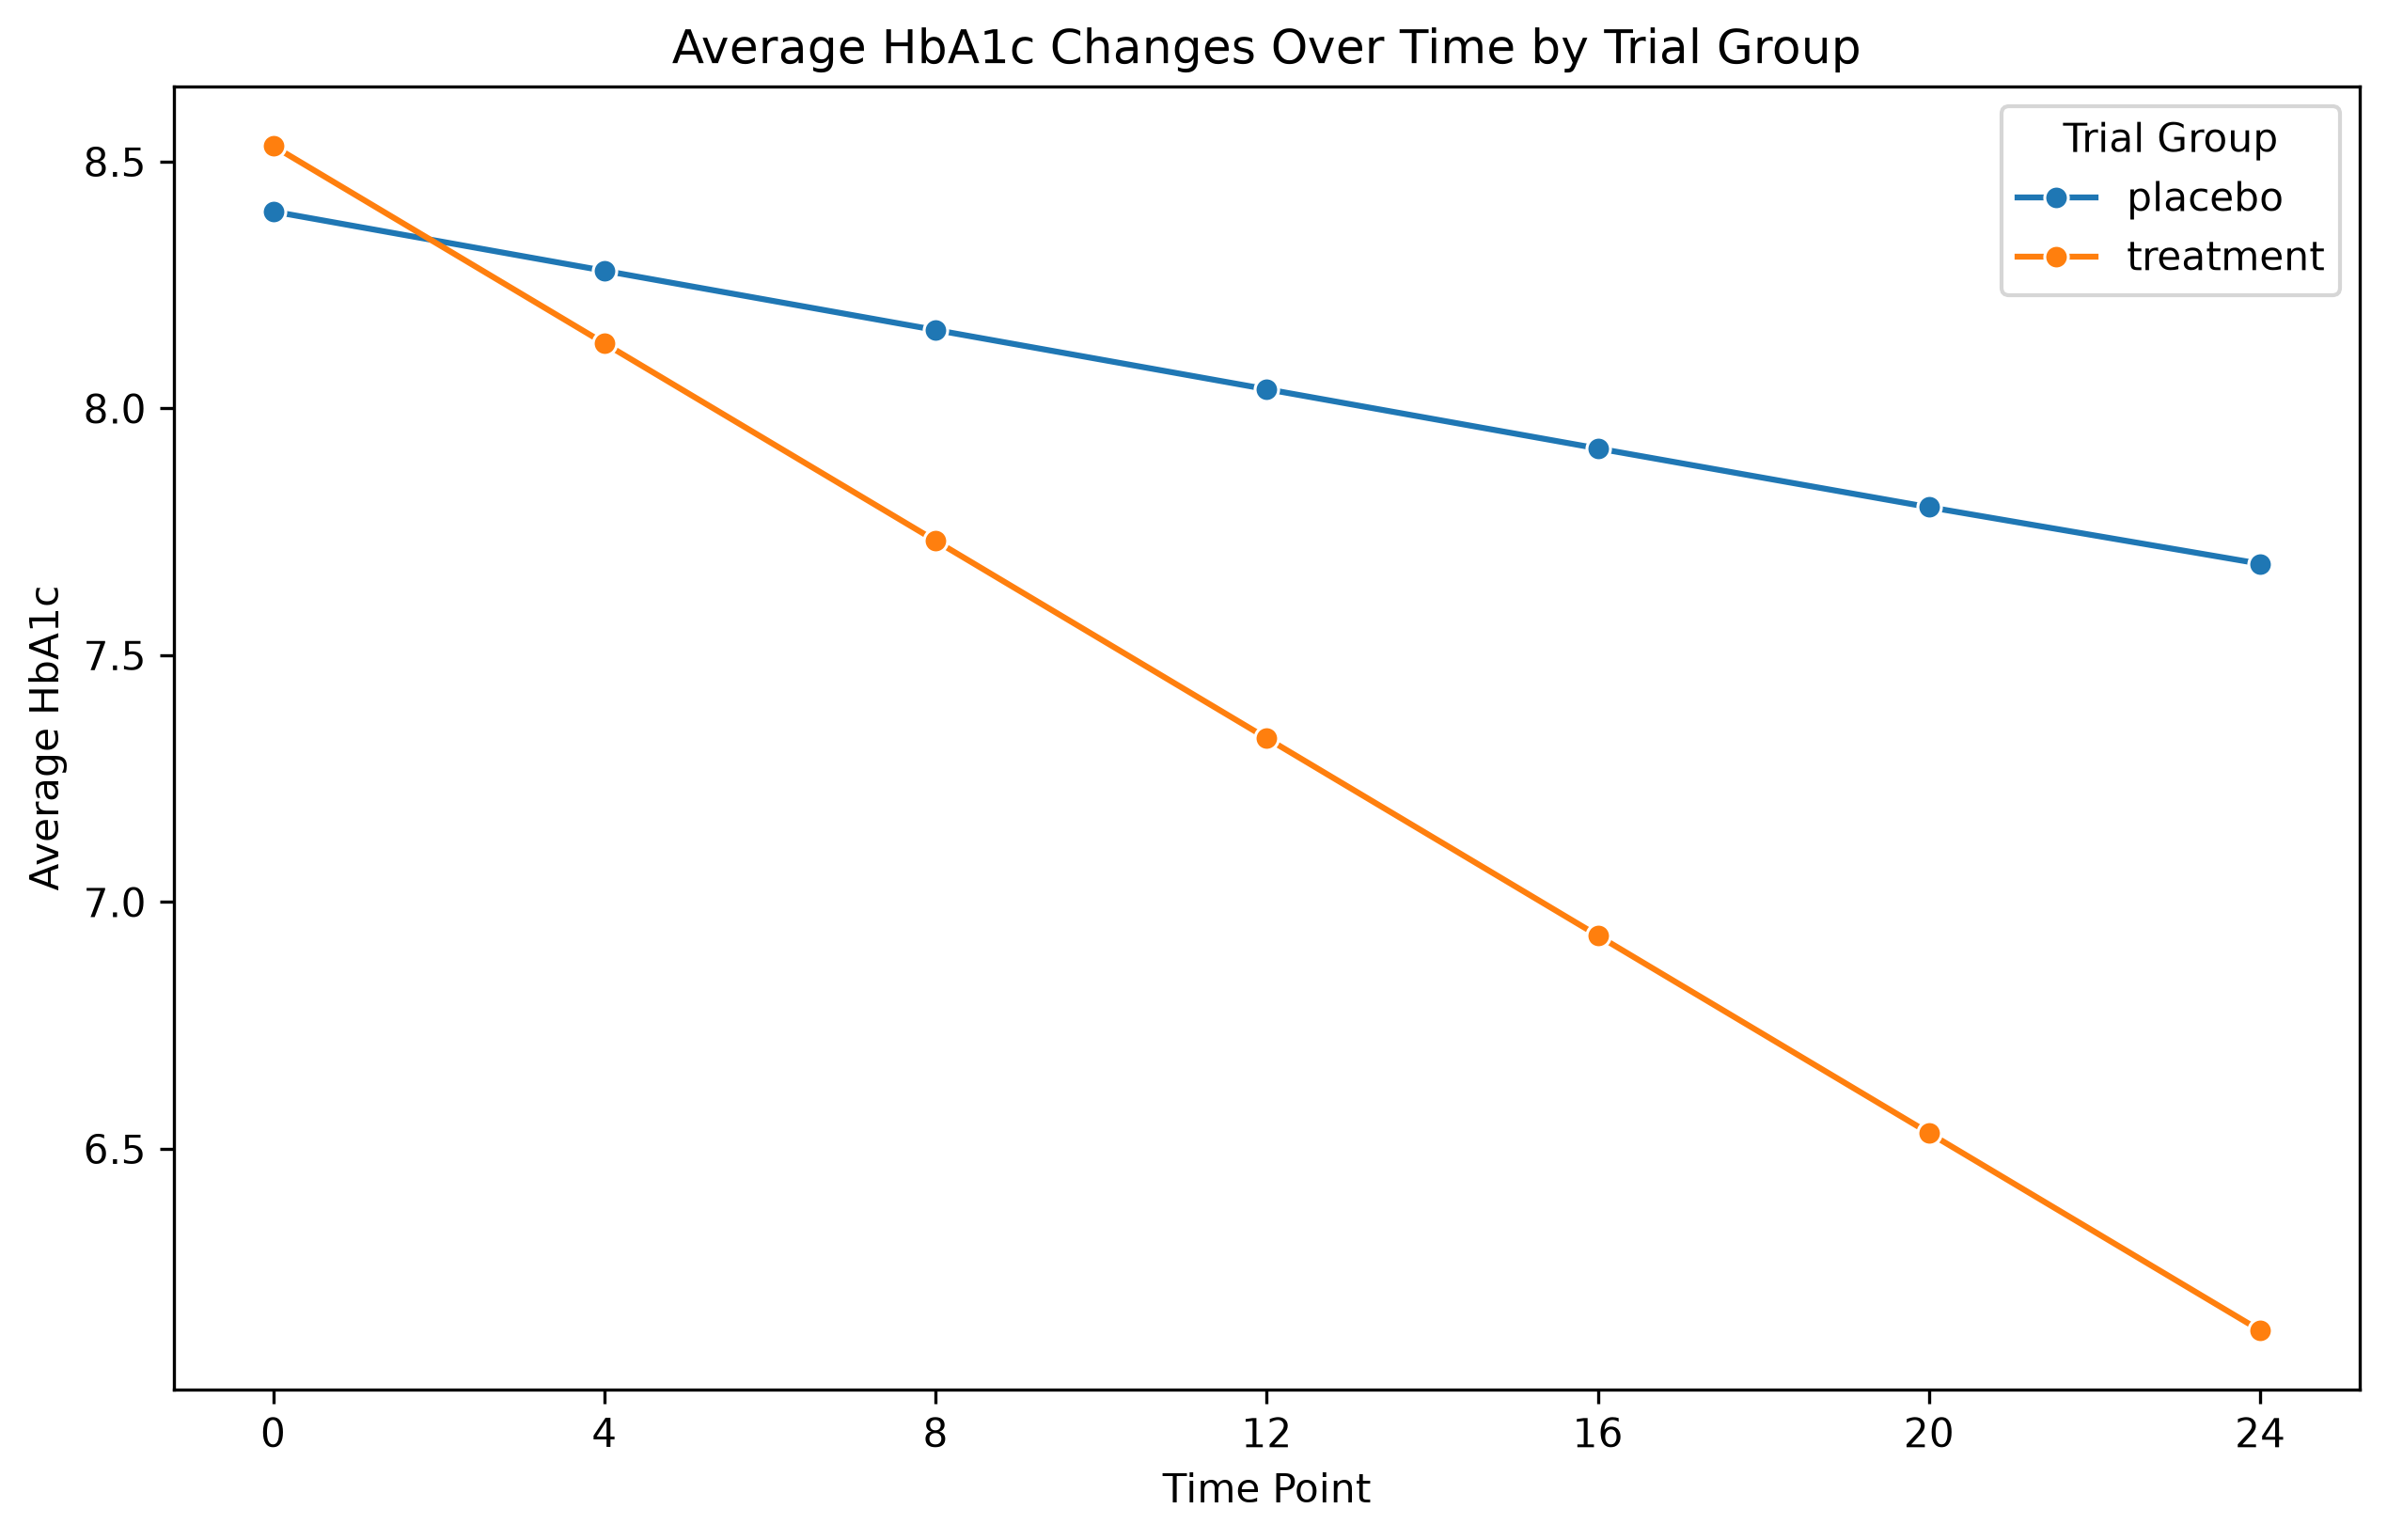 Average HbA1c Changes Over Time by Trial Group
Trial Group
placebo
treatment
8.5
8.0
7.5
7.0
6.5
Average HbA1c
0 4 8 12 16 20 24
Time Point